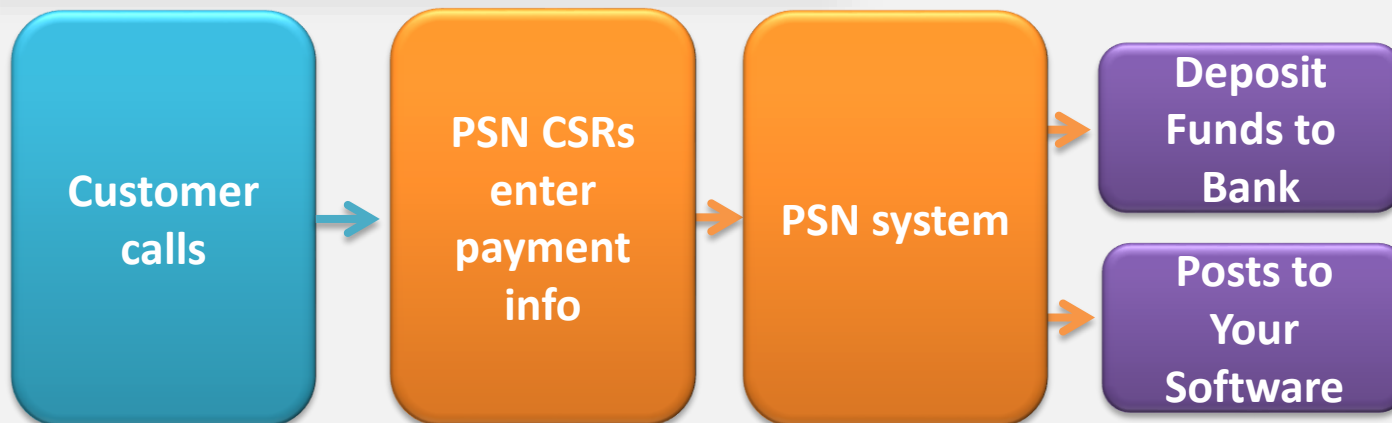 Customer
calls
PSN CSRs
enter
payment
info
PSN system
Deposit
Funds to
Bank
Posts to
Your
Software